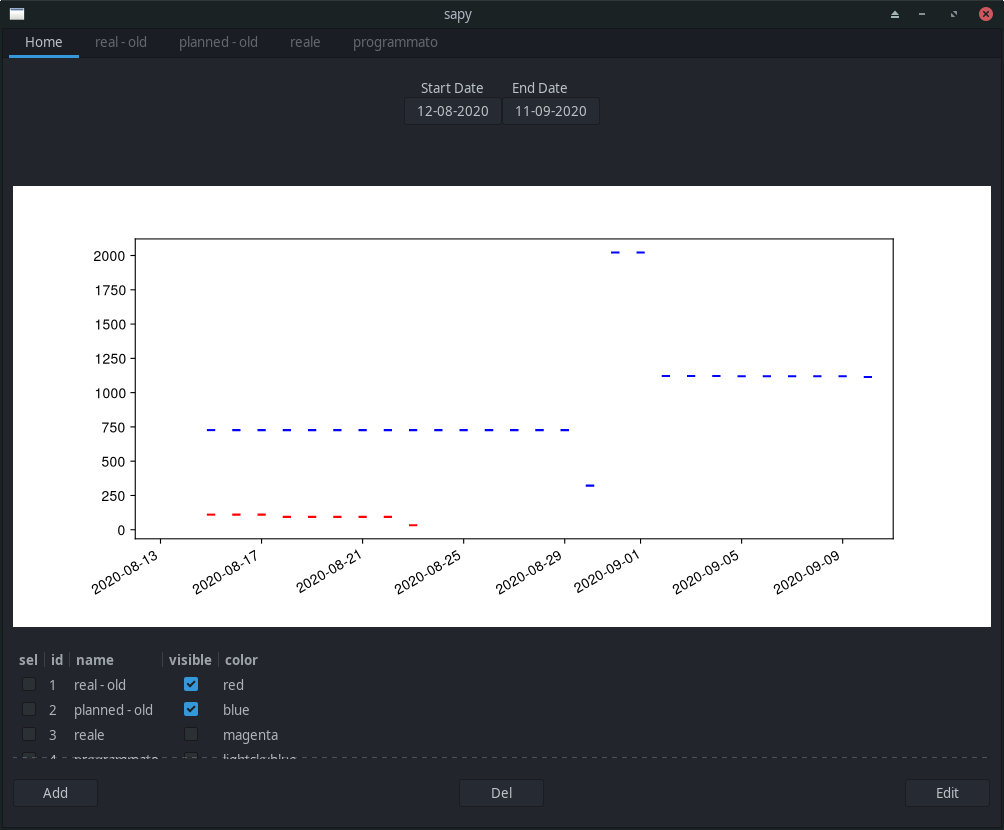 sapy
Home real - old planned - old reale programmato
Start Date End Date
12-08-2020 11-09-2020
2000
1750
1500
1250
1000
750
500
250
0
2020-08-13 2020-08-17 2020-08-21 2020-08-25 2020-08-29 2020-09-01 2020-09-05 2020-09-09
sel id name visible color
1 real - old red
2 planned - old blue
3 reale magenta
4 programmato lightskyblue
Add Del Edit